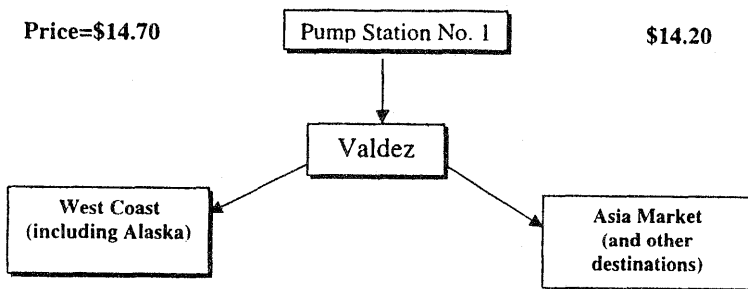 Price=$14.70
Pump Station No. 1
$14.20
Valdez
West Coast
(including Alaska)
Asia Market
(and other
destinations)